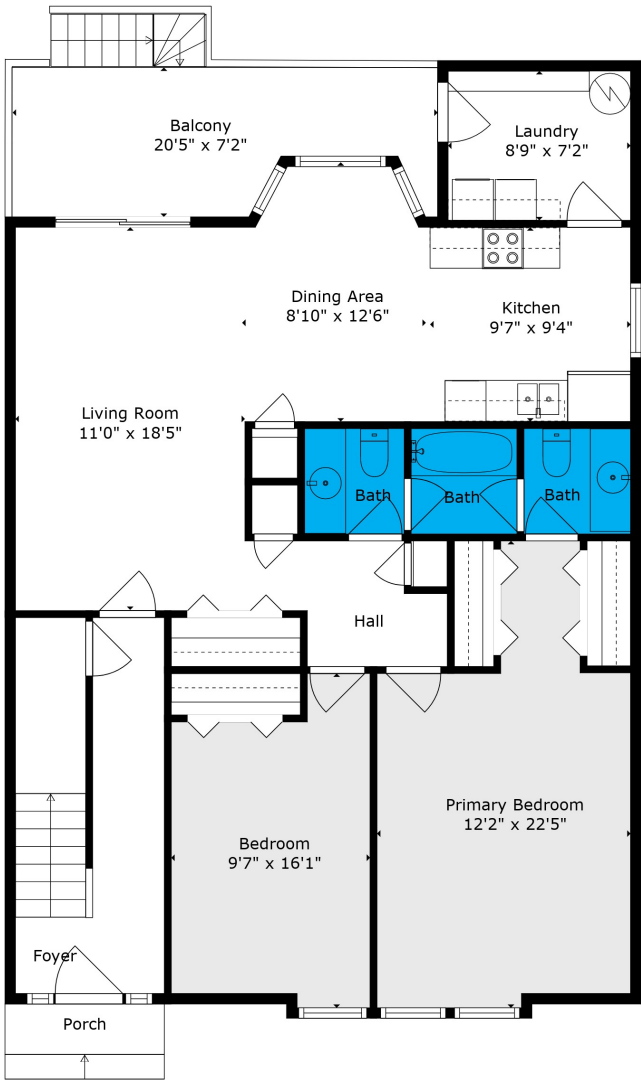 Balcony
20'5" x 7'2"
Laundry
8'9" x 7'2"
Dining Area
8'10" x 12'6"
Kitchen
9'7" x 9'4"
Living Room
11'0" x 18'5"
Bath
Bath
Bath
Hall
Primary Bedroom
12'2" x 22'5"
Bedroom
9'7" x 16'1"
Foyer
Porch